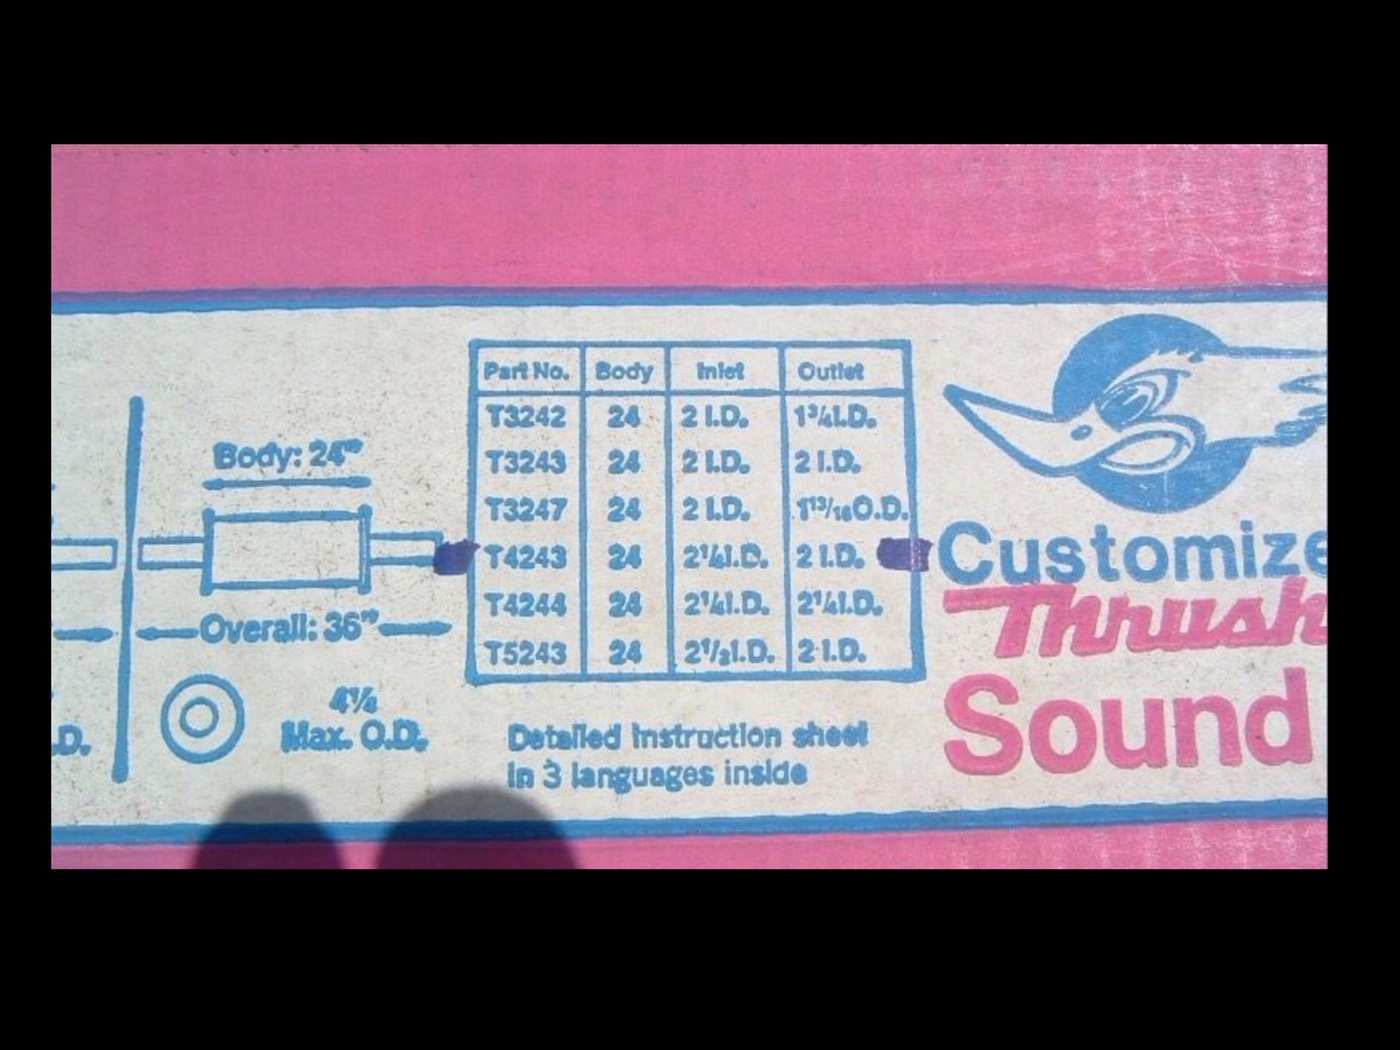 Part No. Body Inlet Outlet
T3242 24 2 I.D. 1¾I.D.
T3243 24 2 I.D. 2 I.D.
T3247 24 2 I.D. 1¹³/₁₆O.D.
T4243 24 2¼I.D. 2 I.D.
T4244 24 2¼I.D. 2¼I.D.
T5243 24 2½I.D. 2 I.D.
Body: 24"
Overall: 36"
Max. O.D.
.D.
Detailed instruction sheet
in 3 languages inside
Customize
Thrush
Sound